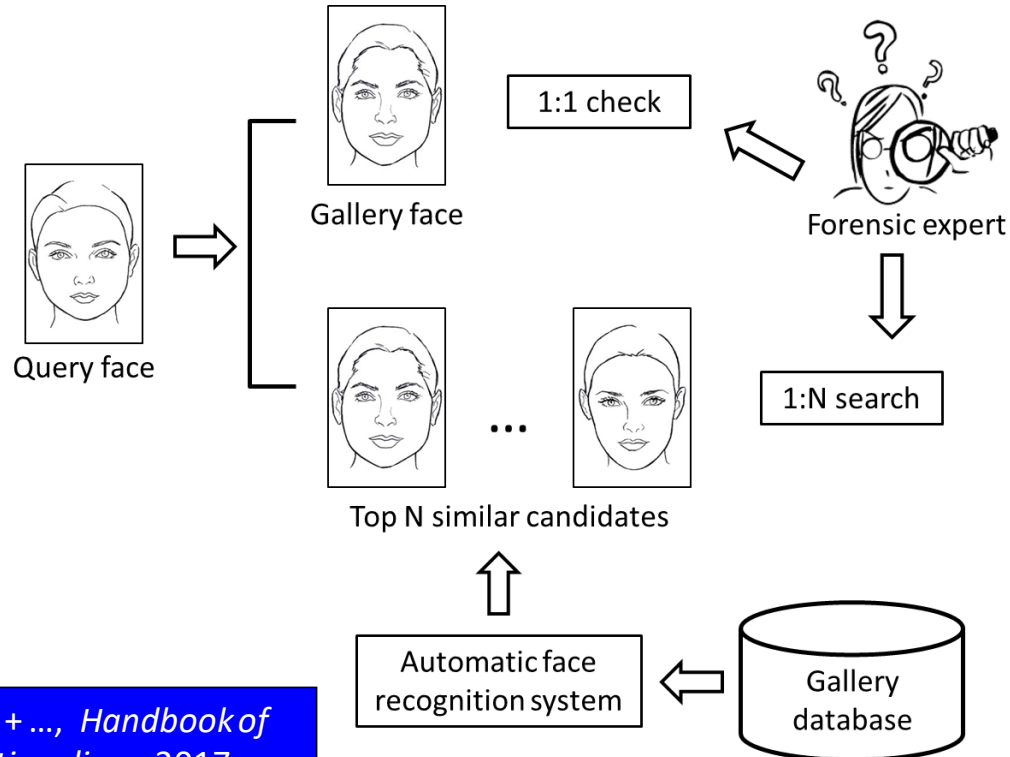 1:1 check
Gallery face
Forensic expert
Query face
1:N search
...
Top N similar candidates
Automatic face
recognition system
Gallery
database
+ ..., Handbook of
2017